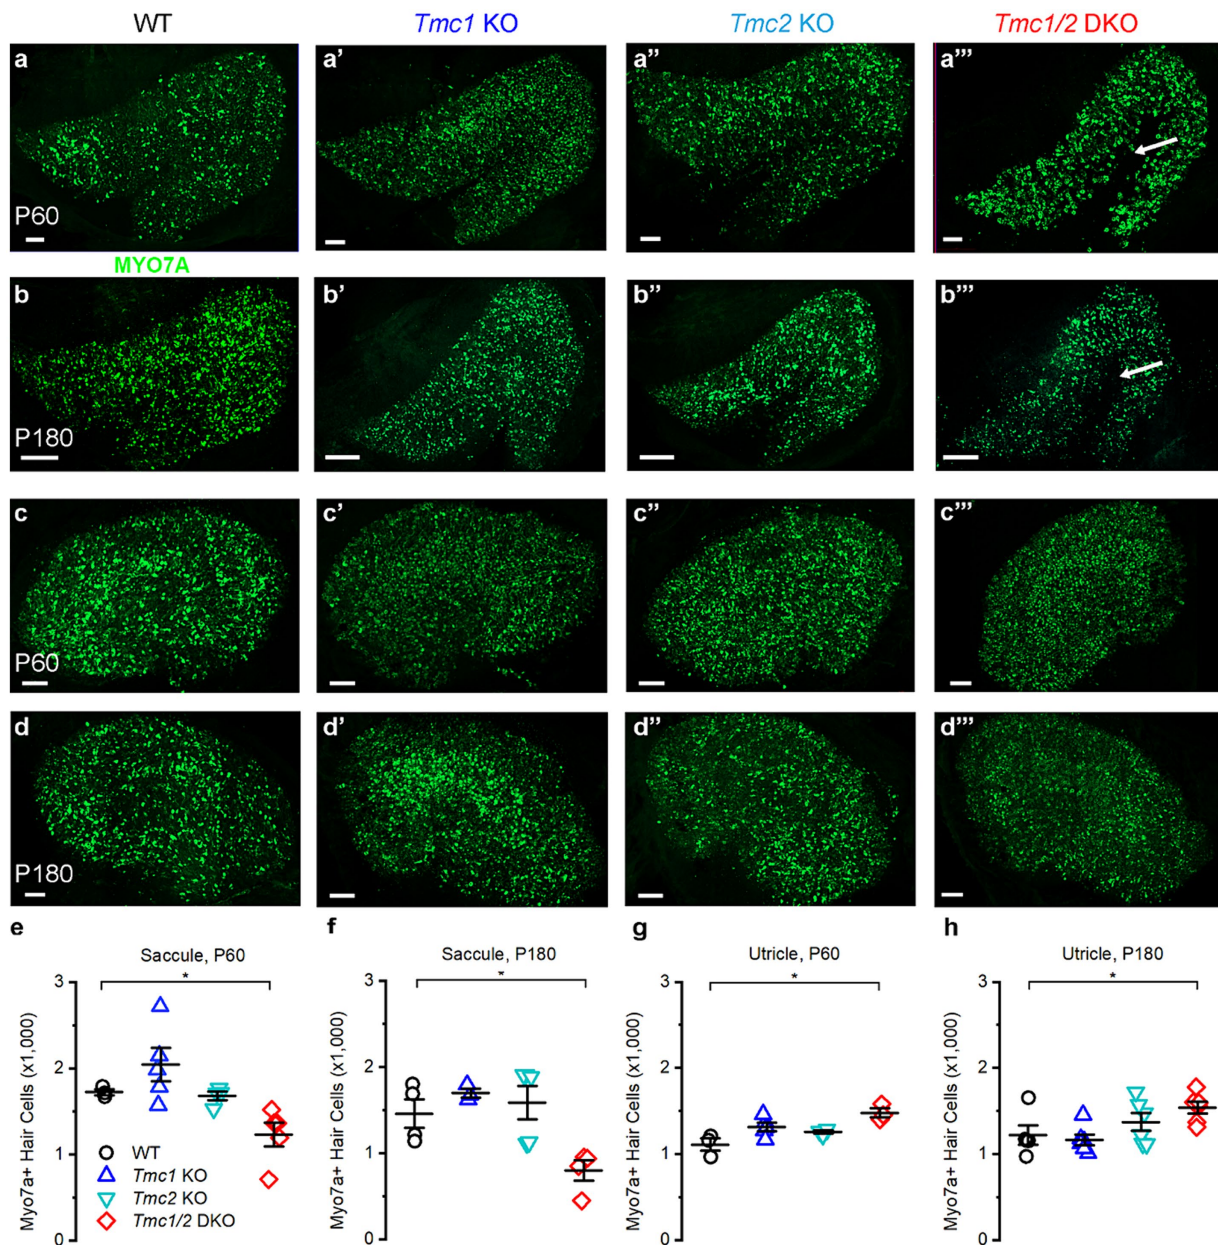 WT Tmc1 KO Tmc2 KO Tmc1/2 DKO
a a’ a’’ a’’’
P60
MYO7A
b b’ b’’ b’’’
P180
c c’ c’’ c’’’
P60
d d’ d’’ d’’’
P180
e f g h
Saccule, P60 Saccule, P180 Utricle, P60 Utricle, P180
* * * *
3 3 3 3
2 2 2 2
1 1 1 1
0 0 0 0
Myo7a+ Hair Cells (x1,000) Myo7a+ Hair Cells (x1,000) Myo7a+ Hair Cells (x1,000) Myo7a+ Hair Cells (x1,000)
WT
Tmc1 KO
Tmc2 KO
Tmc1/2 DKO